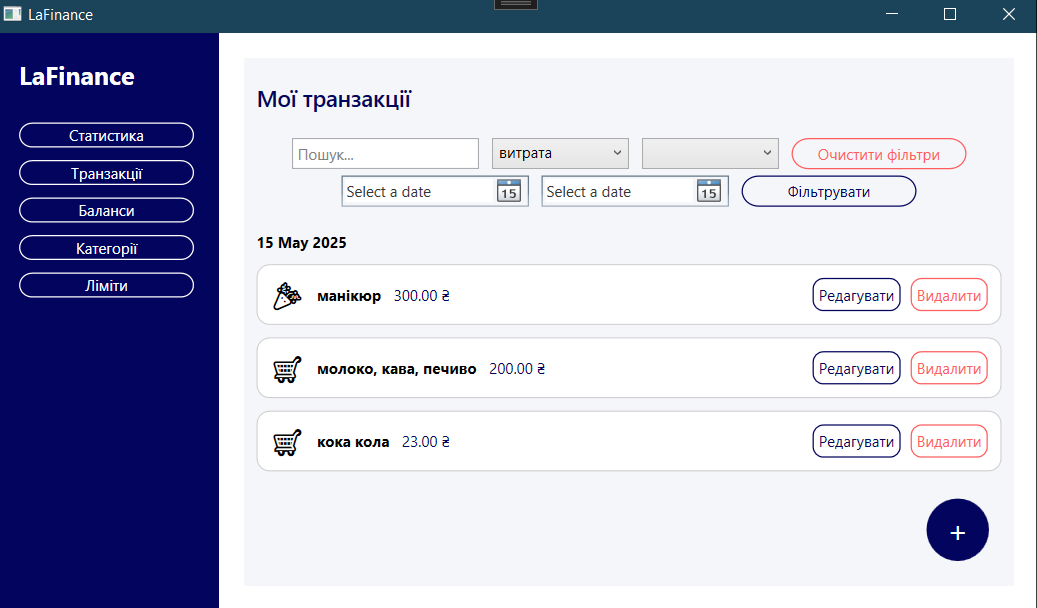 LaFinance
LaFinance
Статистика
Транзакції
Баланси
Категорії
Ліміти
Мої транзакції
Пошук... витрата Очистити фільтри
Select a date 15 Select a date 15 Фільтрувати
15 May 2025
манікюр 300.00 ₴ Редагувати Видалити
молоко, кава, печиво 200.00 ₴ Редагувати Видалити
кока кола 23.00 ₴ Редагувати Видалити
+